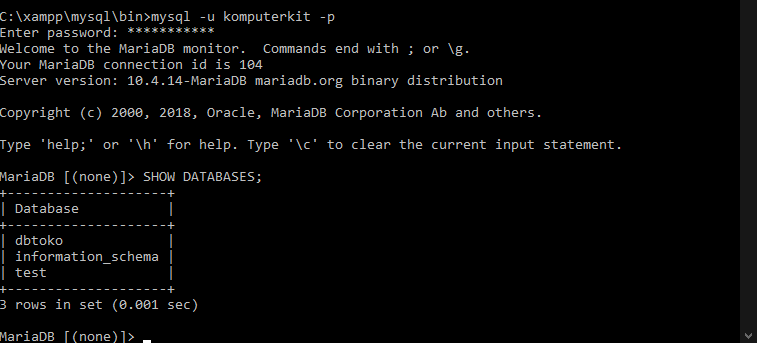 C:\xampp\mysql\bin>mysql -u komputerkit -p
Enter password: ***********
Welcome to the MariaDB monitor.  Commands end with ; or \g.
Your MariaDB connection id is 104
Server version: 10.4.14-MariaDB mariadb.org binary distribution

Copyright (c) 2000, 2018, Oracle, MariaDB Corporation Ab and others.

Type 'help;' or '\h' for help. Type '\c' to clear the current input statement.

MariaDB [(none)]> SHOW DATABASES;
+--------------------+
| Database           |
+--------------------+
| dbtoko             |
| information_schema |
| test               |
+--------------------+
3 rows in set (0.001 sec)

MariaDB [(none)]> _